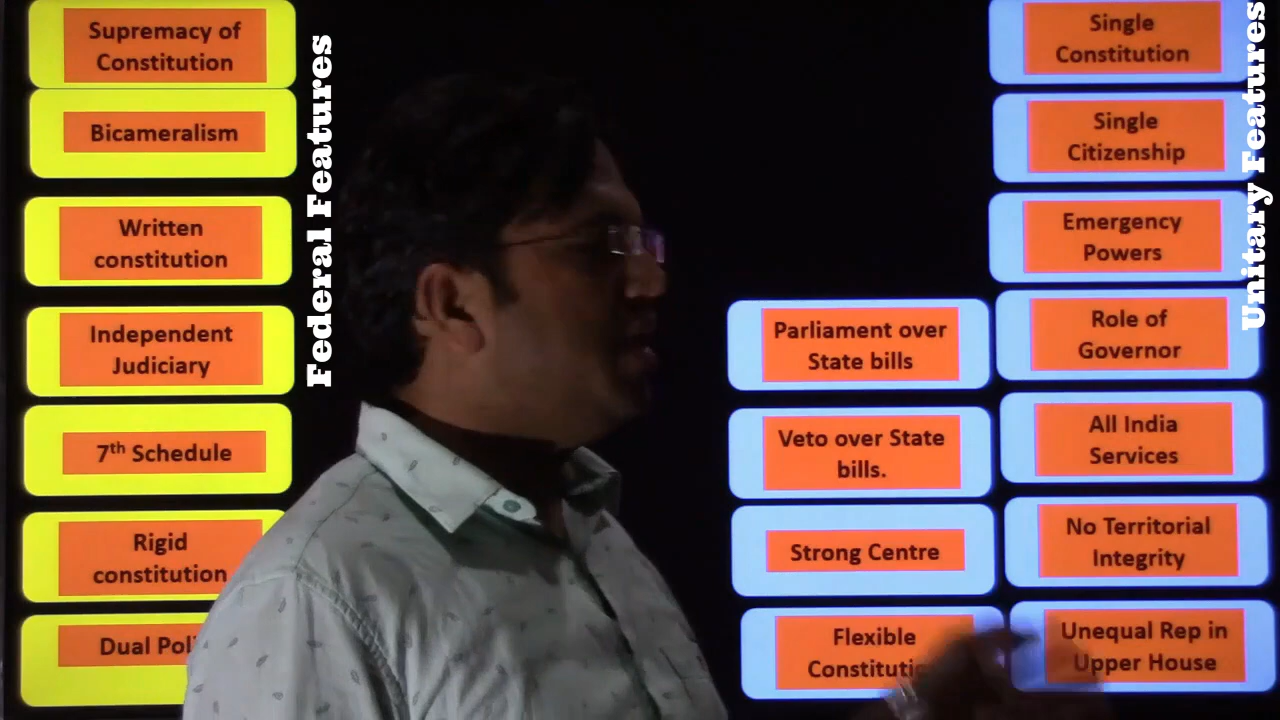 Supremacy of
Constitution
Bicameralism
Written
constitution
Independent
Judiciary
7th Schedule
Rigid
constitution
Dual
Federal Features
Parliament over
State bills
Veto over State
bills.
Strong Centre
Flexible
Single
Constitution
Single
Citizenship
Emergency
Powers
Role of
Governor
All India
Services
No Territorial
Integrity
Unequal Rep in
Upper House
Unitary Features